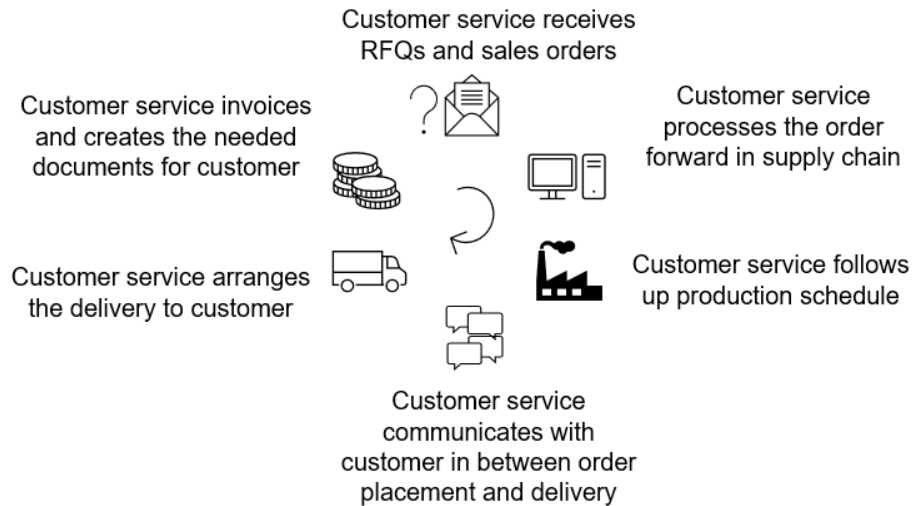 Customer service receives
RFQs and sales orders
Customer service
processes the order
forward in supply chain
Customer service follows
up production schedule
Customer service
communicates with
customer in between order
placement and delivery
Customer service arranges
the delivery to customer
Customer service invoices
and creates the needed
documents for customer